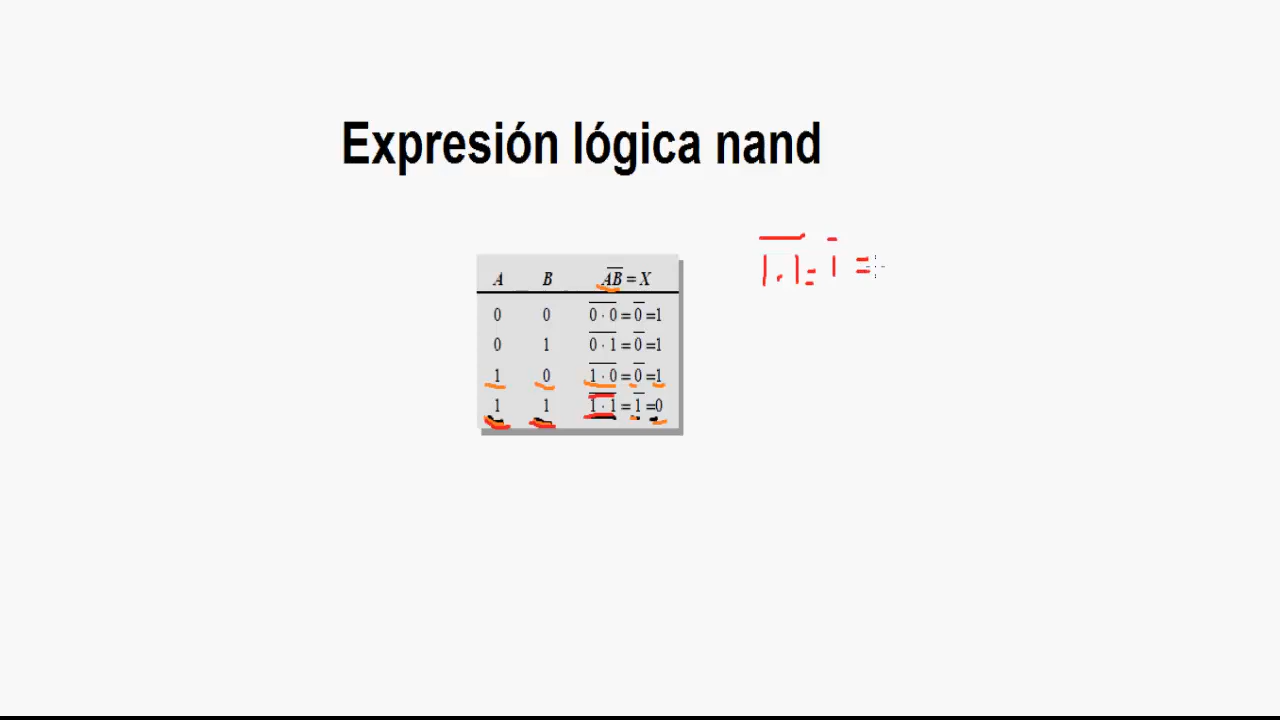 Expresión lógica nand
A B A̅B̅ = X
0 0 0̅ ·̅ 0̅ = 0̅ =1
0 1 0̅ ·̅ 1̅ = 0̅ =1
1 0 1̅ ·̅ 0̅ = 0̅ =1
1 1 1̅ ·̅ 1̅ = 1̅ =0
1̅ .̅ 1̅ = 1̅ =